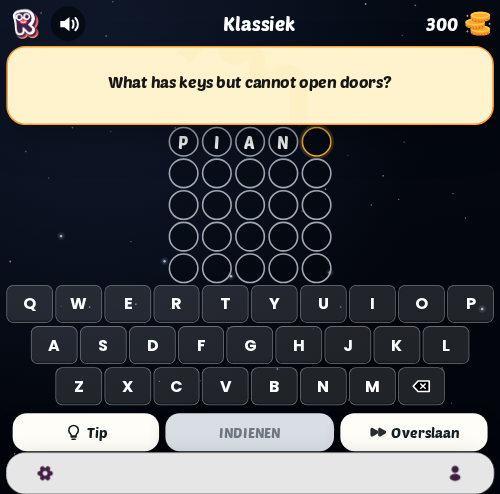 Klassiek
300
What has keys but cannot open doors?
P I A N
Q W E R T Y U I O P
A S D F G H J K L
Z X C V B N M
Tip INDIENEN Overslaan